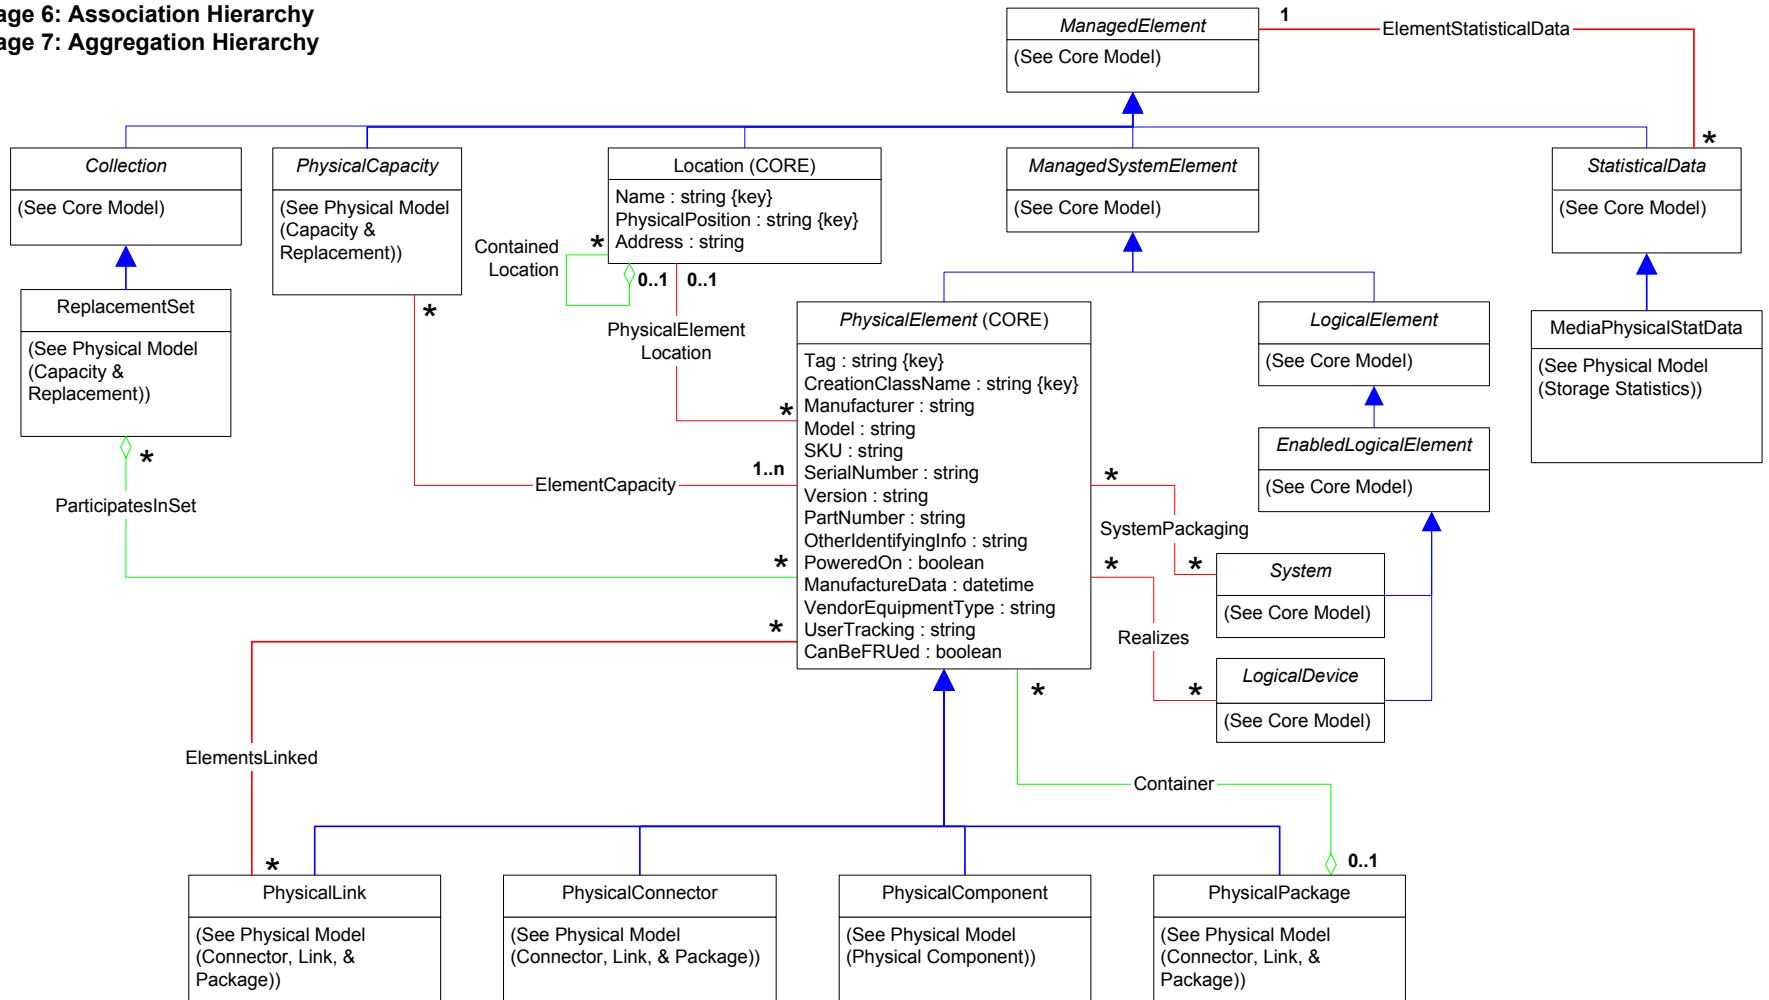 age 6: Association Hierarchy
age 7: Aggregation Hierarchy
ManagedElement
(See Core Model)
1
ElementStatisticalData
*
Collection
(See Core Model)
PhysicalCapacity
(See Physical Model
(Capacity &
Replacement))
*
Location (CORE)
Name : string {key}
PhysicalPosition : string {key}
Address : string
Contained
Location
*
0..1
0..1
PhysicalElement
Location
*
ManagedSystemElement
(See Core Model)
StatisticalData
(See Core Model)
ReplacementSet
(See Physical Model
(Capacity &
Replacement))
*
ParticipatesInSet
*
ElementCapacity
1..n
PhysicalElement (CORE)
Tag : string {key}
CreationClassName : string {key}
Manufacturer : string
Model : string
SKU : string
SerialNumber : string
Version : string
PartNumber : string
OtherIdentifyingInfo : string
PoweredOn : boolean
ManufactureData : datetime
VendorEquipmentType : string
UserTracking : string
CanBeFRUed : boolean
LogicalElement
(See Core Model)
MediaPhysicalStatData
(See Physical Model
(Storage Statistics))
EnabledLogicalElement
(See Core Model)
*
SystemPackaging
*
System
(See Core Model)
*
Realizes
*
LogicalDevice
(See Core Model)
*
ElementsLinked
*
*
Container
0..1
PhysicalLink
(See Physical Model
(Connector, Link, &
Package))
PhysicalConnector
(See Physical Model
(Connector, Link, & Package))
PhysicalComponent
(See Physical Model
(Physical Component))
PhysicalPackage
(See Physical Model
(Connector, Link, &
Package))